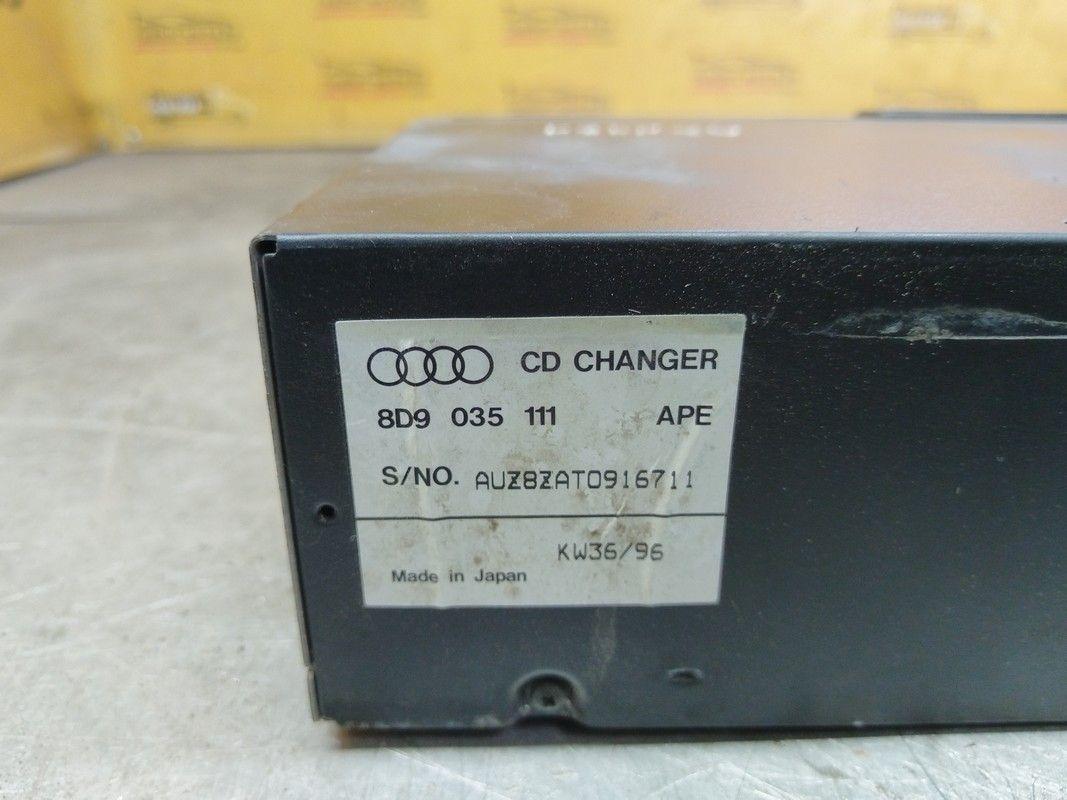 CD CHANGER
8D9 035 111 APE
S/NO. AUZ8ZAT0916711
KW36/96
Made in Japan